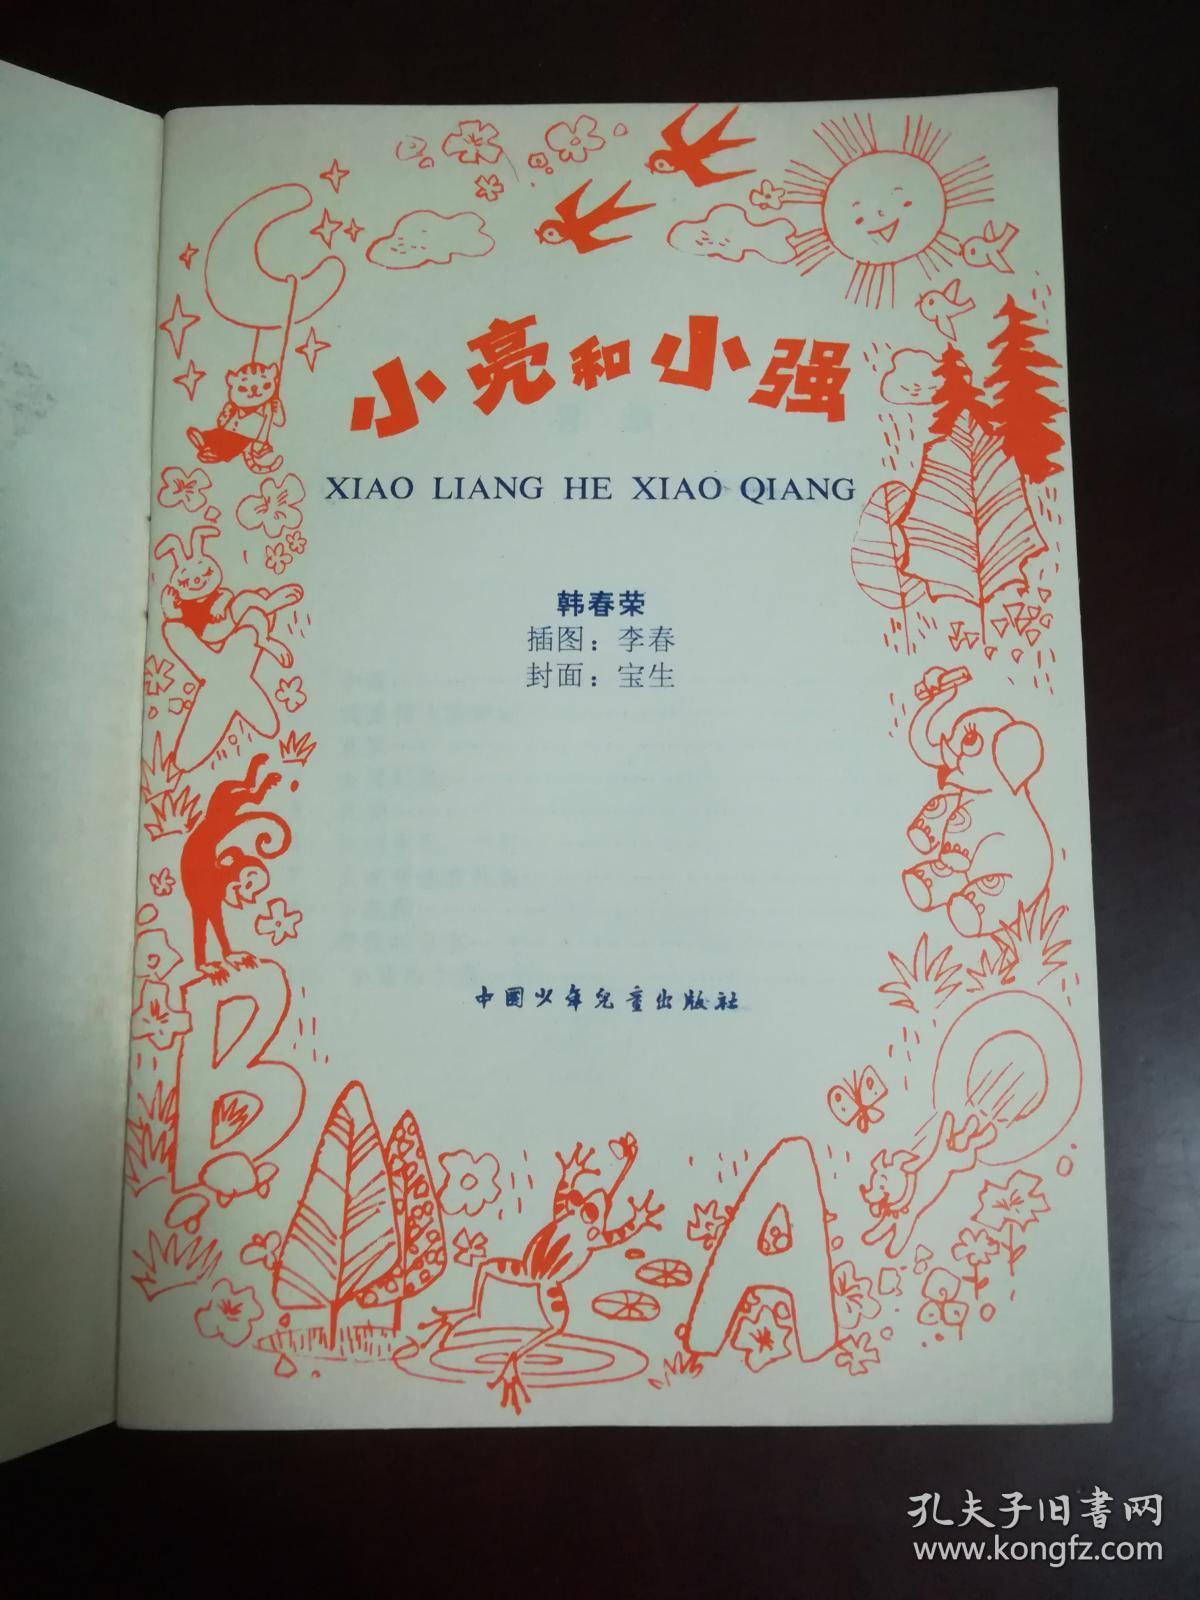 小亮和小强
XIAO LIANG HE XIAO QIANG
韩春荣
插图：李春
封面：宝生
中国少年儿童出版社
B
A
孔夫子旧书网
www.kongfz.com